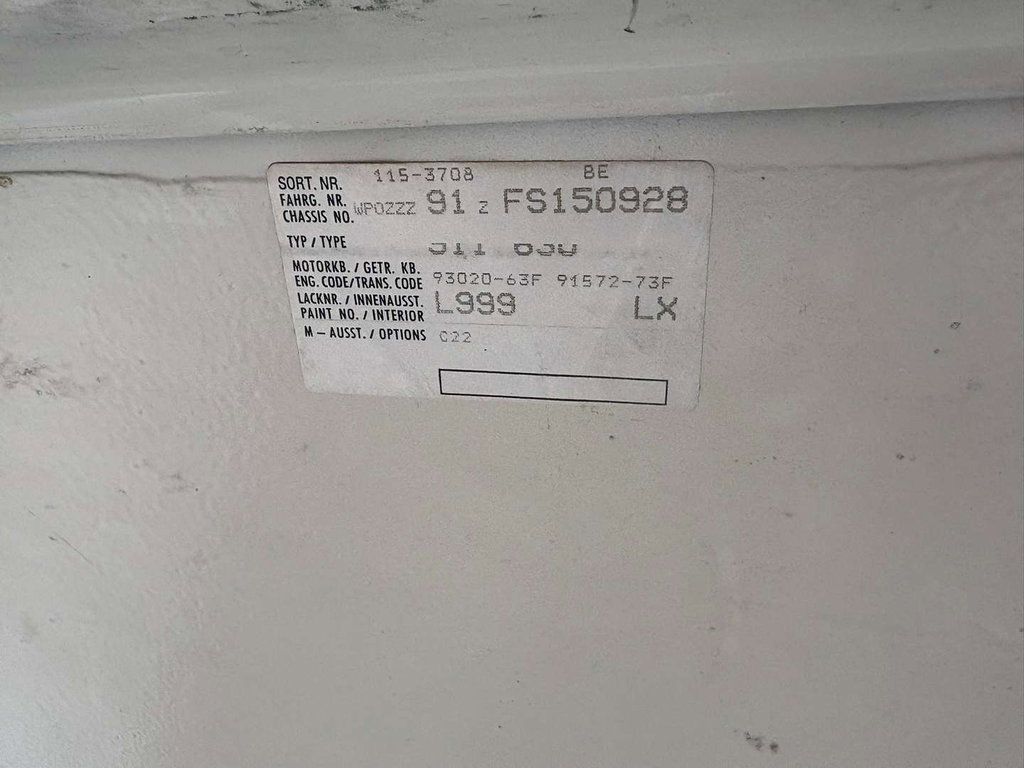 SORT. NR. 115-3708 BE
FAHRG. NR.
CHASSIS NO. WP0ZZZ 91 Z FS150928
TYP / TYPE
MOTORKB. / GETR. KB.
ENG. CODE/TRANS. CODE 93020-63F 91572-73F
LACKNR. / INNENAUSST. L999 LX
PAINT NO. / INTERIOR
M – AUSST. / OPTIONS C22